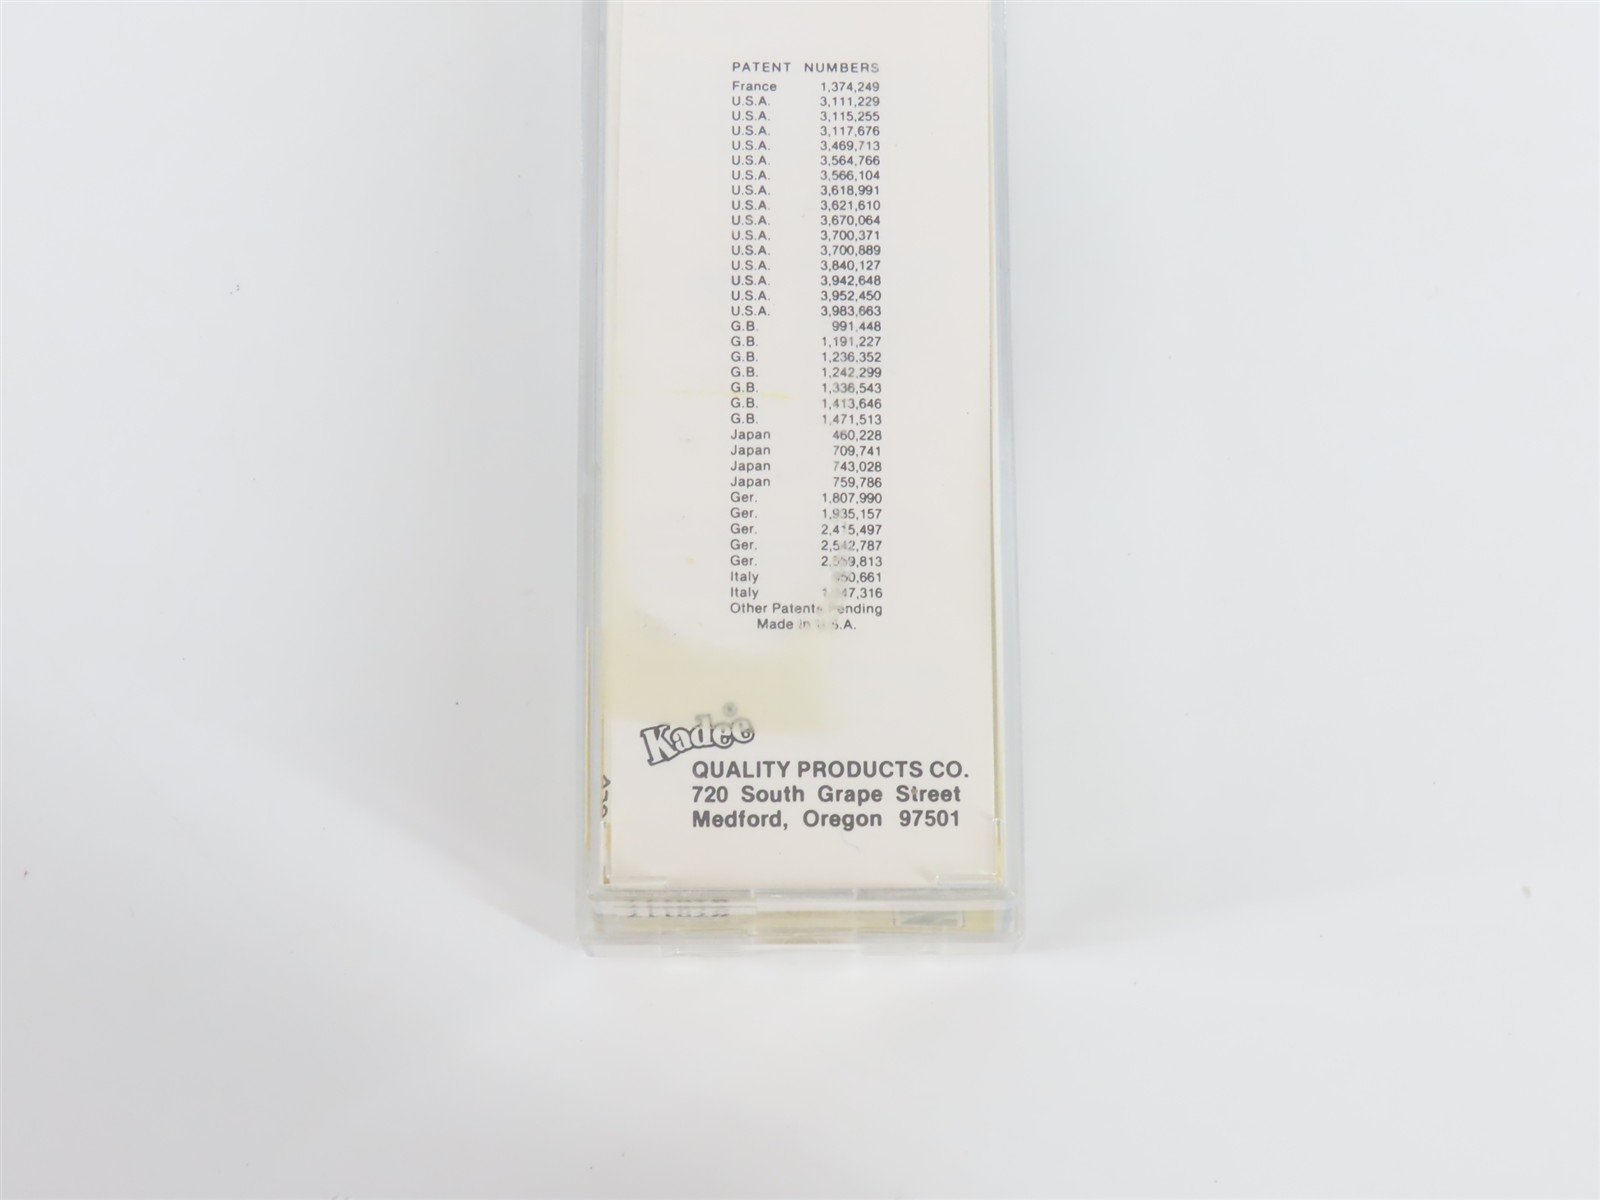 PATENT NUMBERS
France 1,374,249
U.S.A. 3,111,229
U.S.A. 3,115,255
U.S.A. 3,117,676
U.S.A. 3,469,713
U.S.A. 3,564,766
U.S.A. 3,566,104
U.S.A. 3,618,991
U.S.A. 3,621,610
U.S.A. 3,670,064
U.S.A. 3,700,371
U.S.A. 3,700,889
U.S.A. 3,840,127
U.S.A. 3,942,648
U.S.A. 3,952,450
U.S.A. 3,983,663
G.B. 991,448
G.B. 1,191,227
G.B. 1,236,352
G.B. 1,242,299
G.B. 1,336,543
G.B. 1,413,646
G.B. 1,471,513
Japan 460,228
Japan 709,741
Japan 743,028
Japan 759,786
Ger. 1,807,990
Ger. 1,935,157
Ger. 2,415,497
Ger. 2,542,787
Ger.
Italy
Italy
Other Patents Pending
Made in U.S.A.
Kadee®
QUALITY PRODUCTS CO.
720 South Grape Street
Medford, Oregon 97501